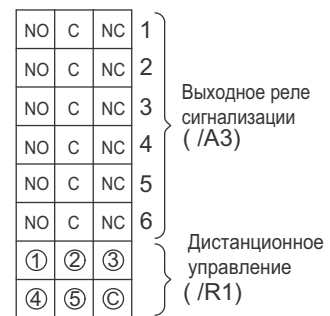 NO C NC 1
NO C NC 2
NO C NC 3
NO C NC 4
NO C NC 5
NO C NC 6
① ② ③
④ ⑤ Ⓒ
Выходное реле
сигнализации
( /A3)
Дистанционное
управление
( /R1)